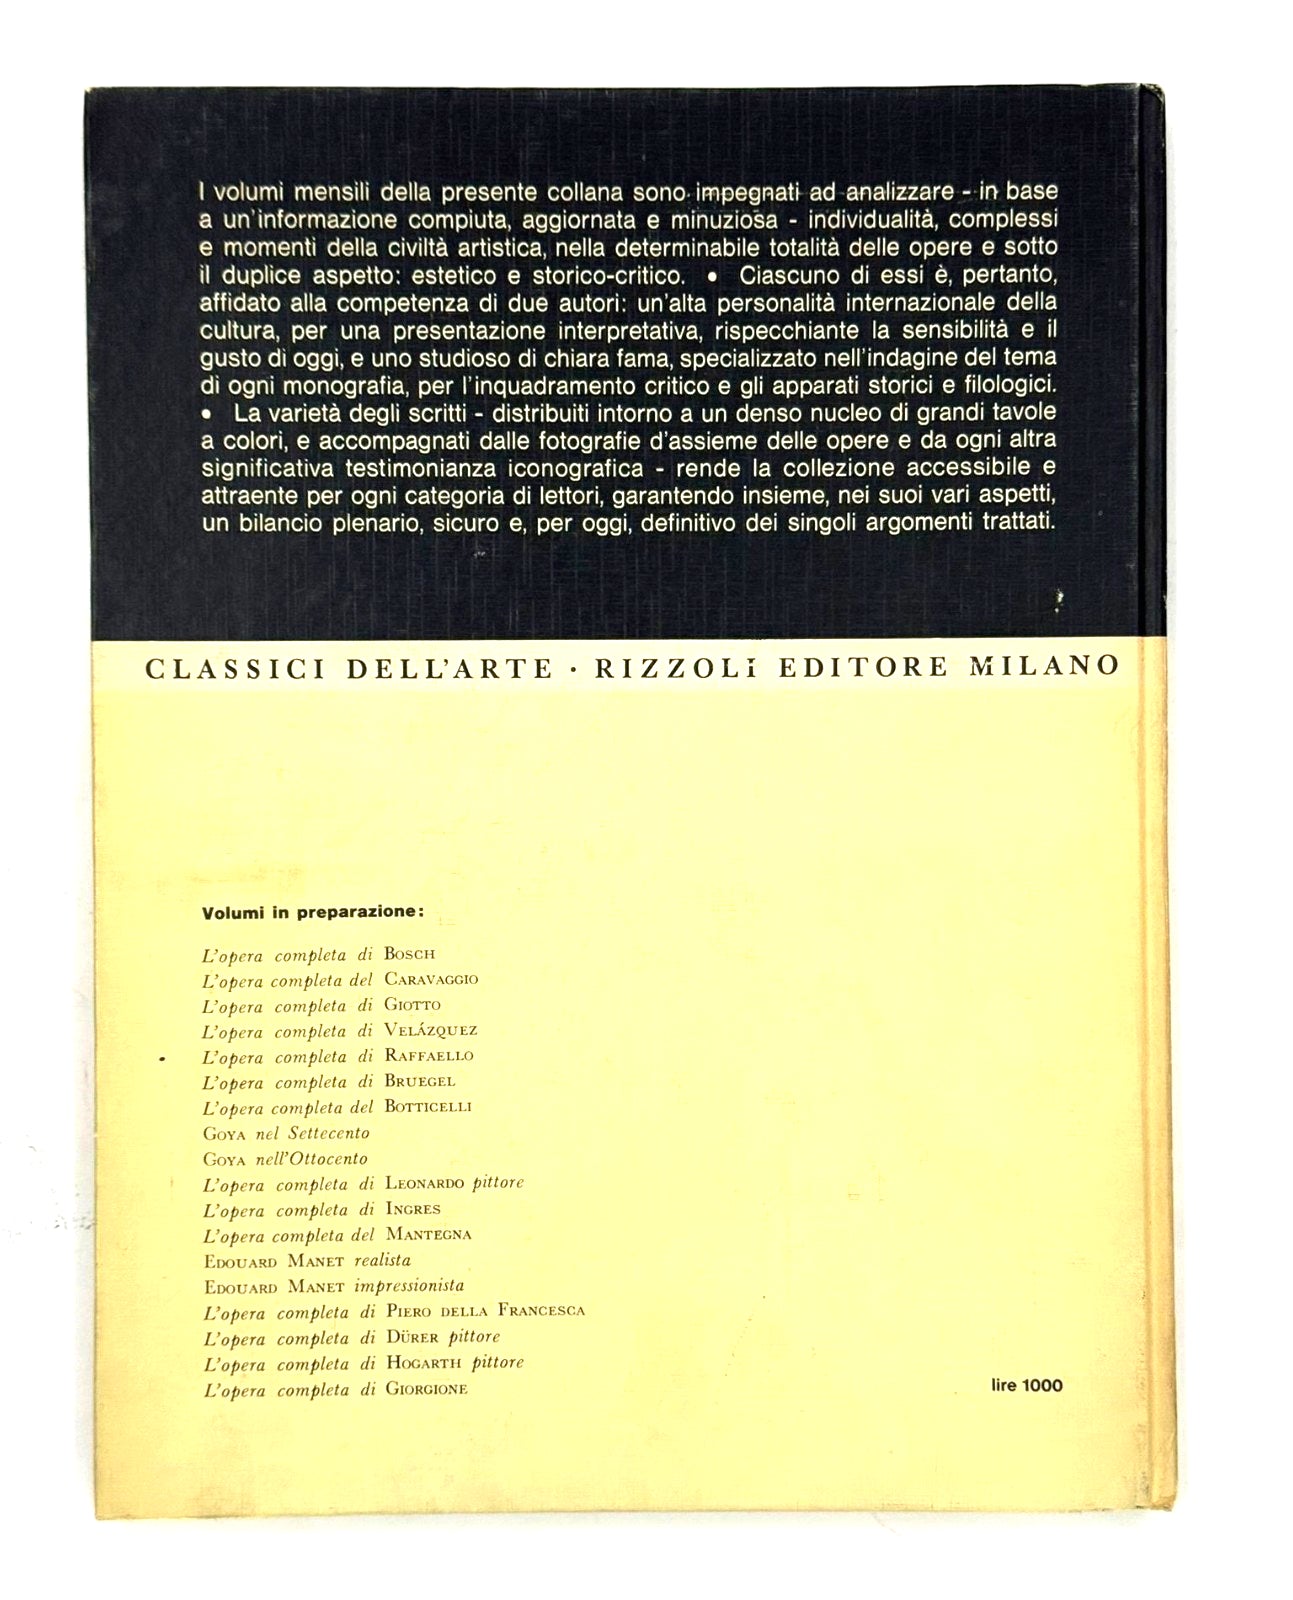 I volumi mensili della presente collana sono impegnati ad analizzare - in base
a un'informazione compiuta, aggiornata e minuziosa - individualità, complessi
e momenti della civiltà artistica, nella determinabile totalità delle opere e sotto
il duplice aspetto: estetico e storico-critico. • Ciascuno di essi è, pertanto,
affidato alla competenza di due autori: un'alta personalità internazionale della
cultura, per una presentazione interpretativa, rispecchiante la sensibilità e il
gusto di oggi, e uno studioso di chiara fama, specializzato nell'indagine del tema
di ogni monografia, per l'inquadramento critico e gli apparati storici e filologici.
• La varietà degli scritti - distribuiti intorno a un denso nucleo di grandi tavole
a colori, e accompagnati dalle fotografie d'assieme delle opere e da ogni altra
significativa testimonianza iconografica - rende la collezione accessibile e
attraente per ogni categoria di lettori, garantendo insieme, nei suoi vari aspetti,
un bilancio plenario, sicuro e, per oggi, definitivo dei singoli argomenti trattati.
CLASSICI DELL'ARTE · RIZZOLI EDITORE MILANO
Volumi in preparazione:
L'opera completa di BOSCH
L'opera completa del CARAVAGGIO
L'opera completa di GIOTTO
L'opera completa di VELÁZQUEZ
L'opera completa di RAFFAELLO
L'opera completa di BRUEGEL
L'opera completa del BOTTICELLI
GOYA nel Settecento
GOYA nell'Ottocento
L'opera completa di LEONARDO pittore
L'opera completa di INGRES
L'opera completa del MANTEGNA
EDOUARD MANET realista
EDOUARD MANET impressionista
L'opera completa di PIERO DELLA FRANCESCA
L'opera completa di DÜRER pittore
L'opera completa di HOGARTH pittore
L'opera completa di GIORGIONE
lire 1000